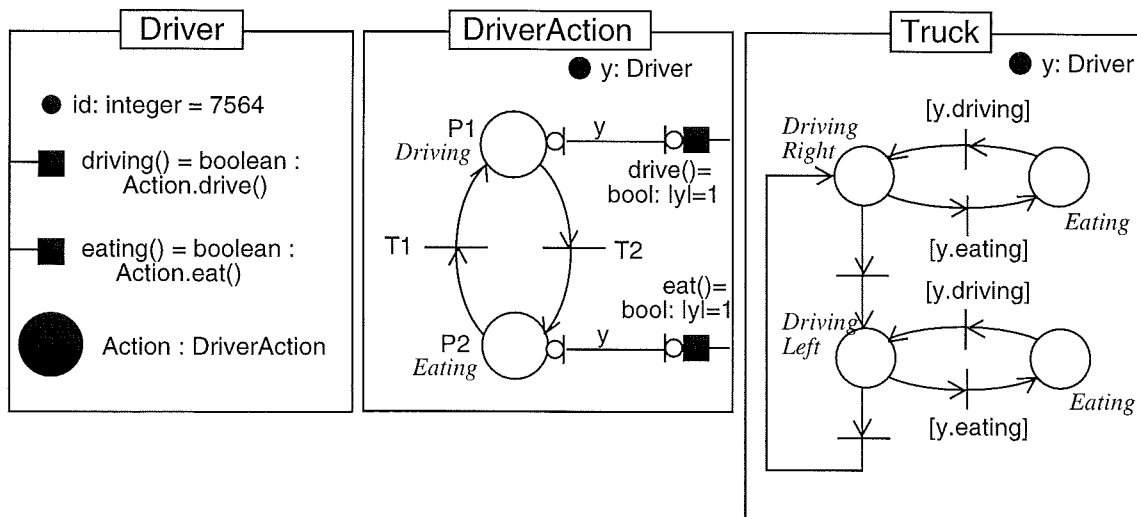 Driver
id: integer = 7564
driving() = boolean :
Action.drive()
eating() = boolean :
Action.eat()
Action : DriverAction
DriverAction
y: Driver
P1
Driving
y
drive()=
bool: |y|=1
T1
T2
eat()=
bool: |y|=1
P2
Eating
y
Truck
y: Driver
[y.driving]
Driving
Right
Eating
[y.eating]
[y.driving]
Driving
Left
Eating
[y.eating]